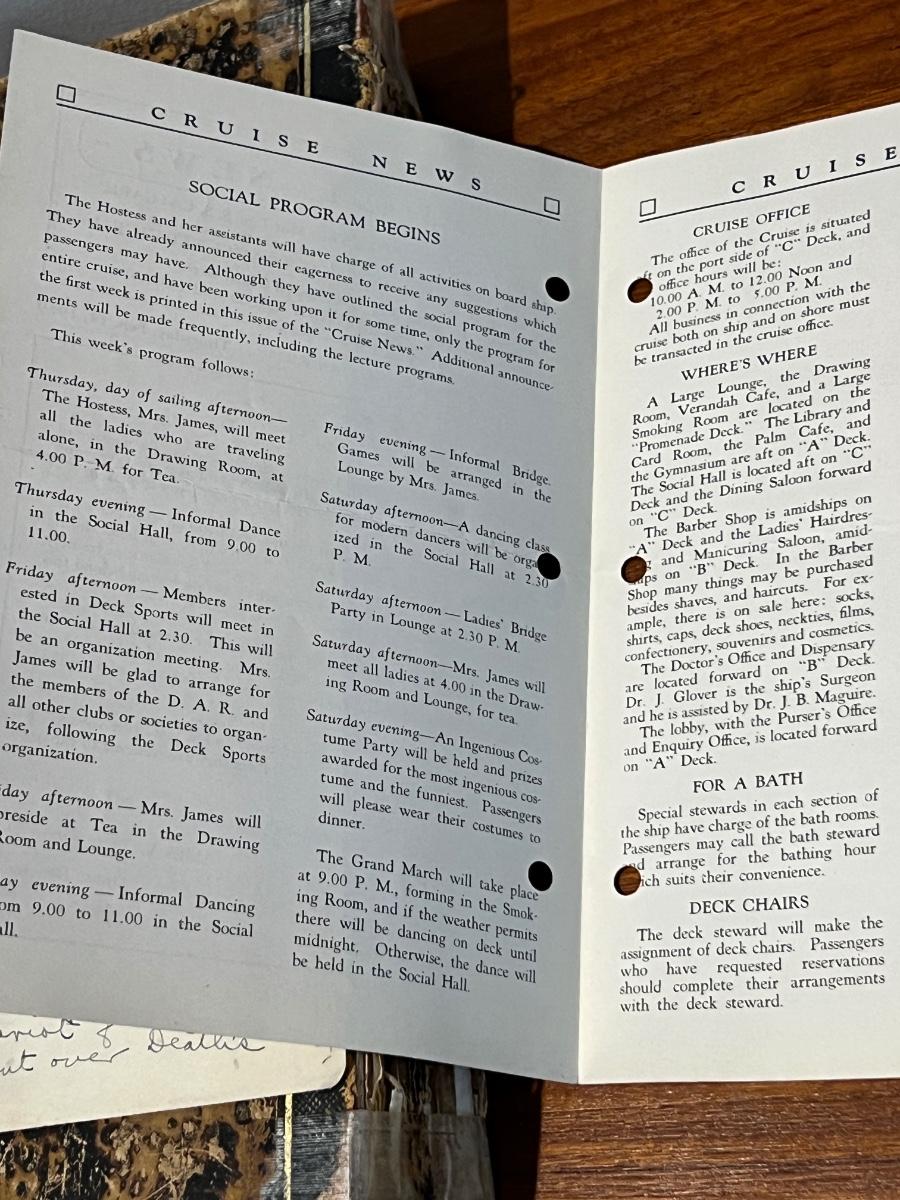 CRUISE NEWS
SOCIAL PROGRAM BEGINS
The Hostess and her assistants will have charge of all activities on board ship.
They have already announced their eagerness to receive any suggestions which
passengers may have. Although they have outlined the social program for the
entire cruise, and have been working upon it for some time, only the program for
the first week is printed in this issue of the "Cruise News." Additional announce-
ments will be made frequently, including the lecture programs.
This week's program follows:
Thursday, day of sailing afternoon—
The Hostess, Mrs. James, will meet
all the ladies who are traveling
alone, in the Drawing Room, at
4.00 P. M. for Tea.
Thursday evening — Informal Dance
in the Social Hall, from 9.00 to
11.00.
Friday afternoon — Members inter-
ested in Deck Sports will meet in
the Social Hall at 2.30. This will
be an organization meeting. Mrs.
James will be glad to arrange for
the members of the D. A. R. and
all other clubs or societies to organ-
ize, following the Deck Sports
organization.
day afternoon — Mrs. James will
preside at Tea in the Drawing
Room and Lounge.
ay evening — Informal Dancing
om 9.00 to 11.00 in the Social
all.
Friday evening — Informal Bridge.
Games will be arranged in the
Lounge by Mrs. James.
Saturday afternoon—A dancing class
for modern dancers will be orga
ized in the Social Hall at 2.30
P. M.
Saturday afternoon — Ladies' Bridge
Party in Lounge at 2.30 P. M.
Saturday afternoon—Mrs. James will
meet all ladies at 4.00 in the Draw-
ing Room and Lounge, for tea.
Saturday evening—An Ingenious Cos-
tume Party will be held and prizes
awarded for the most ingenious cos-
tume and the funniest. Passengers
will please wear their costumes to
dinner.
The Grand March will take place
at 9.00 P. M., forming in the Smok-
ing Room, and if the weather permits
there will be dancing on deck until
midnight. Otherwise, the dance will
be held in the Social Hall.
CRUISE
CRUISE OFFICE
The office of the Cruise is situated
ft on the port side of "C" Deck, and
office hours will be:
10.00 A. M. to 12.00 Noon and
2.00 P. M. to 5.00 P. M.
All business in connection with the
cruise both on ship and on shore must
be transacted in the cruise office.
WHERE'S WHERE
A Large Lounge, the Drawing
Room, Verandah Cafe, and a Large
Smoking Room are located on the
"Promenade Deck." The Library and
Card Room, the Palm Cafe, and
the Gymnasium are aft on "A" Deck.
The Social Hall is located aft on "C"
Deck and the Dining Saloon forward
on "C" Deck.
The Barber Shop is amidships on
"A" Deck and the Ladies' Hairdres-
g and Manicuring Saloon, amid-
ips on "B" Deck. In the Barber
Shop many things may be purchased
besides shaves, and haircuts. For ex-
ample, there is on sale here: socks,
shirts, caps, deck shoes, neckties, films,
confectionery, souvenirs and cosmetics.
The Doctor's Office and Dispensary
are located forward on "B" Deck.
Dr. J. Glover is the ship's Surgeon
and he is assisted by Dr. J. B. Maguire.
The lobby, with the Purser's Office
and Enquiry Office, is located forward
on "A" Deck.
FOR A BATH
Special stewards in each section of
the ship have charge of the bath rooms.
Passengers may call the bath steward
nd arrange for the bathing hour
ich suits their convenience.
DECK CHAIRS
The deck steward will make the
assignment of deck chairs. Passengers
who have requested reservations
should complete their arrangements
with the deck steward.
& Deaths
ut over